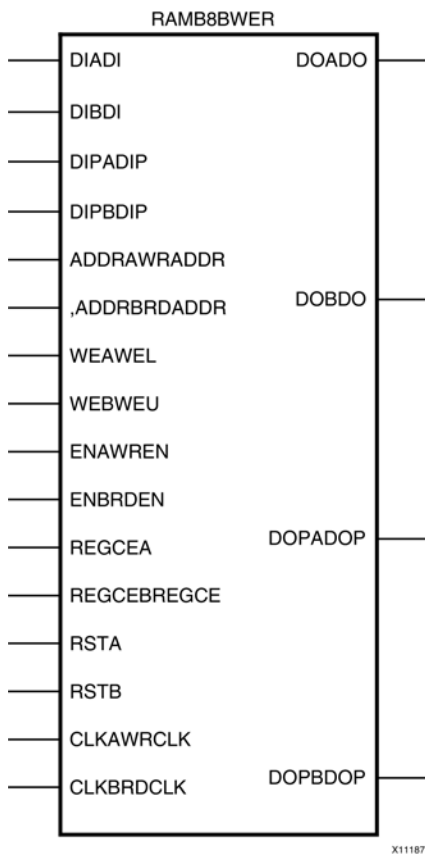 RAMB8BWER
DIADI DOADO
DIBDI
DIPADIP
DIPBDIP
ADDRAWRADDR
,ADDRBRDADDR DOBDO
WEAWEL
WEBWEU
ENAWREN
ENBRDEN
REGCEA DOPADOP
REGCEBREGCE
RSTA
RSTB
CLKAWRCLK
CLKBRDCLK DOPBDOP
X11187